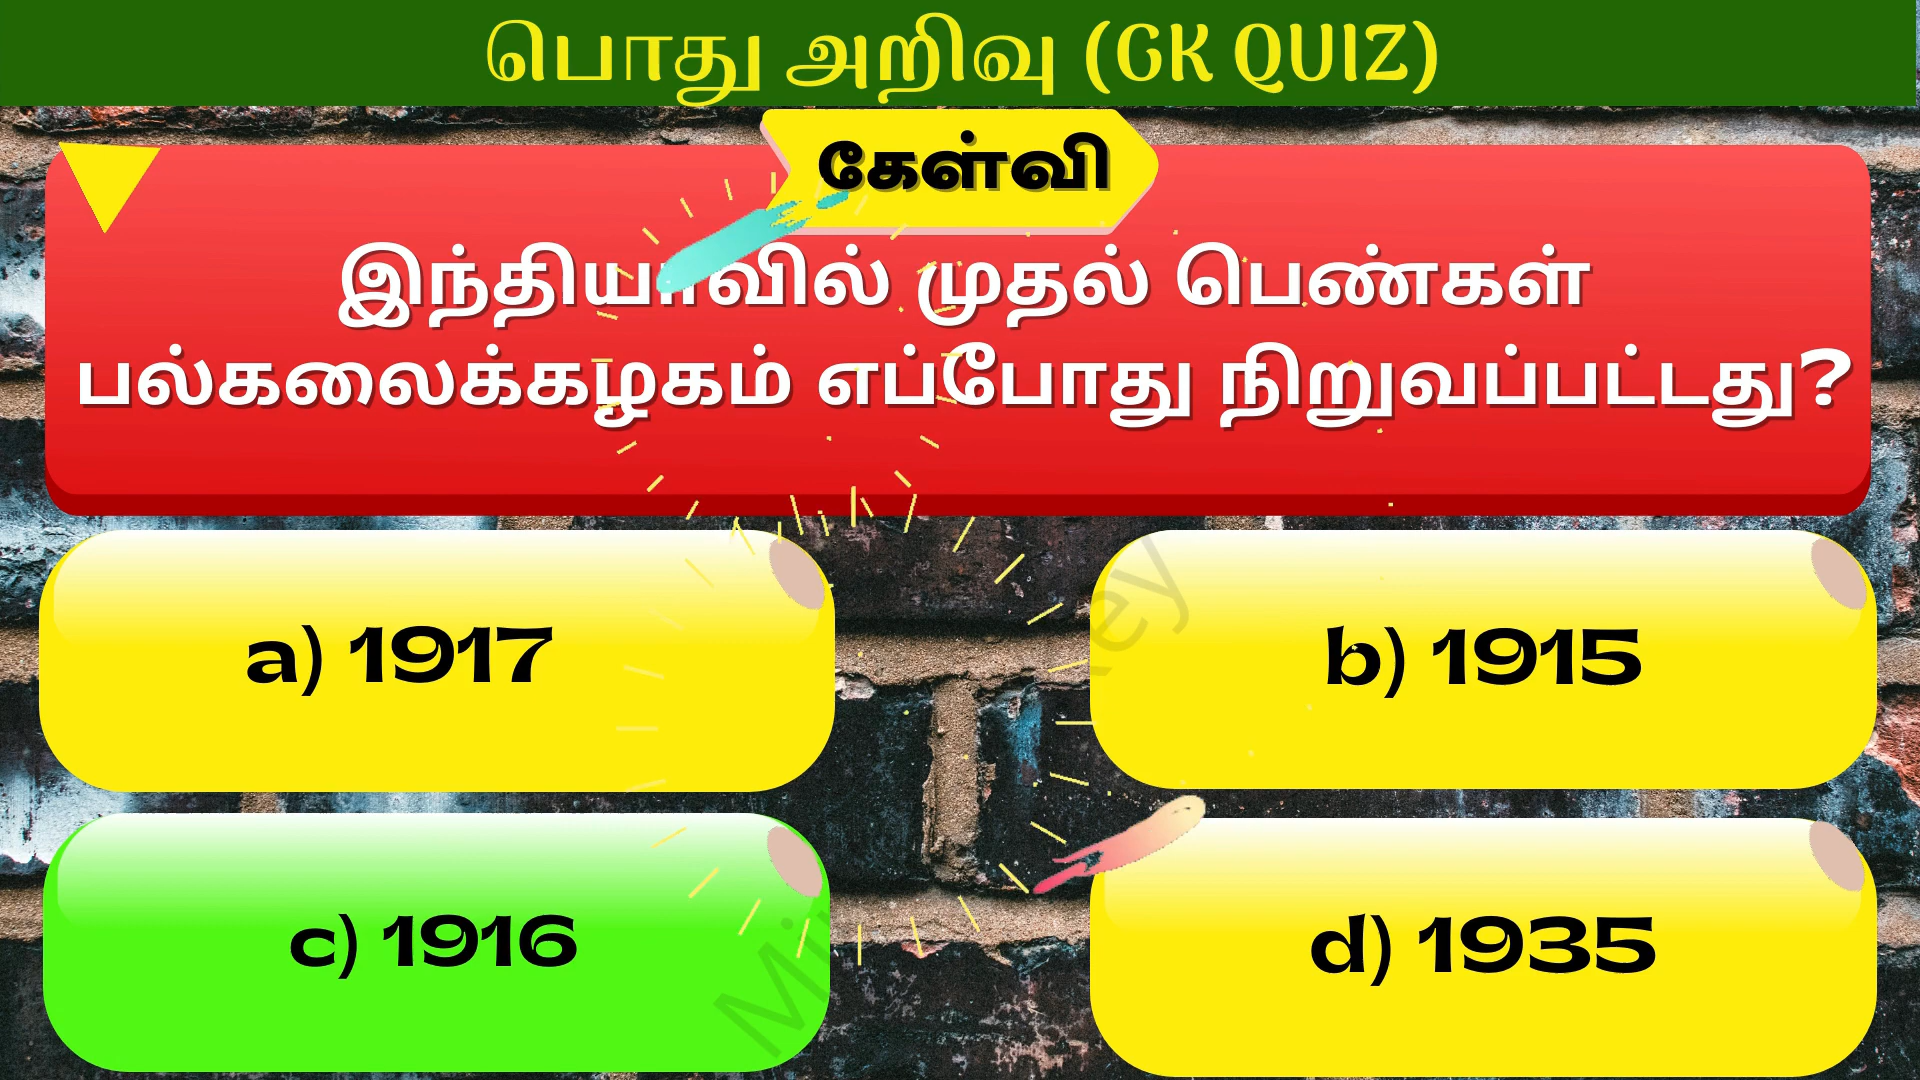 பொது அறிவு (GK QUIZ)
கேள்வி
இந்தியாவில் முதல் பெண்கள்
பல்கலைக்கழகம் எப்போது நிறுவப்பட்டது?
a) 1917
b) 1915
c) 1916
d) 1935